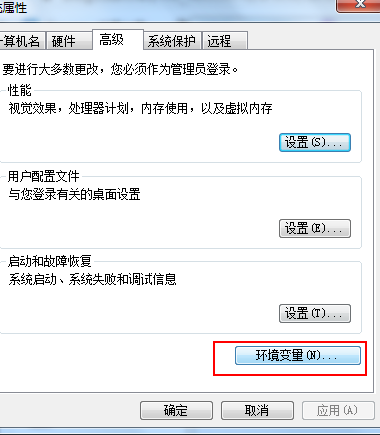 统属性
计算机名 硬件 高级 系统保护 远程
要进行大多数更改，您必须作为管理员登录。
性能
视觉效果，处理器计划，内存使用，以及虚拟内存
设置(S)...
用户配置文件
与您登录有关的桌面设置
设置(E)...
启动和故障恢复
系统启动、系统失败和调试信息
设置(T)...
环境变量(N)...
确定 取消 应用(A)